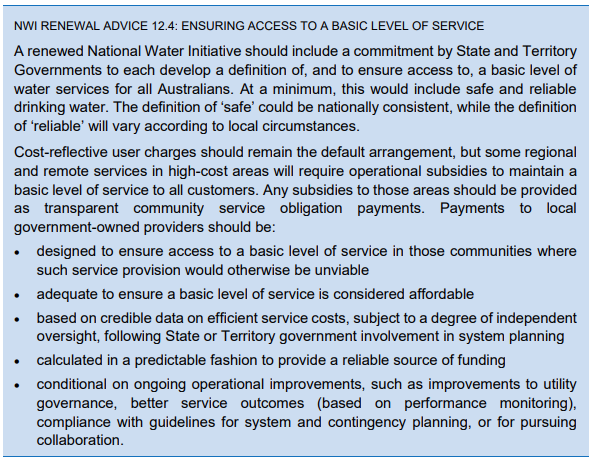 NWI RENEWAL ADVICE 12.4: ENSURING ACCESS TO A BASIC LEVEL OF SERVICE
A renewed National Water Initiative should include a commitment by State and Territory
Governments to each develop a definition of, and to ensure access to, a basic level of
water services for all Australians. At a minimum, this would include safe and reliable
drinking water. The definition of ‘safe’ could be nationally consistent, while the definition
of ‘reliable’ will vary according to local circumstances.
Cost-reflective user charges should remain the default arrangement, but some regional
and remote services in high-cost areas will require operational subsidies to maintain a
basic level of service to all customers. Any subsidies to those areas should be provided
as transparent community service obligation payments. Payments to local
government-owned providers should be:
• designed to ensure access to a basic level of service in those communities where
such service provision would otherwise be unviable
• adequate to ensure a basic level of service is considered affordable
• based on credible data on efficient service costs, subject to a degree of independent
oversight, following State or Territory government involvement in system planning
• calculated in a predictable fashion to provide a reliable source of funding
• conditional on ongoing operational improvements, such as improvements to utility
governance, better service outcomes (based on performance monitoring),
compliance with guidelines for system and contingency planning, or for pursuing
collaboration.